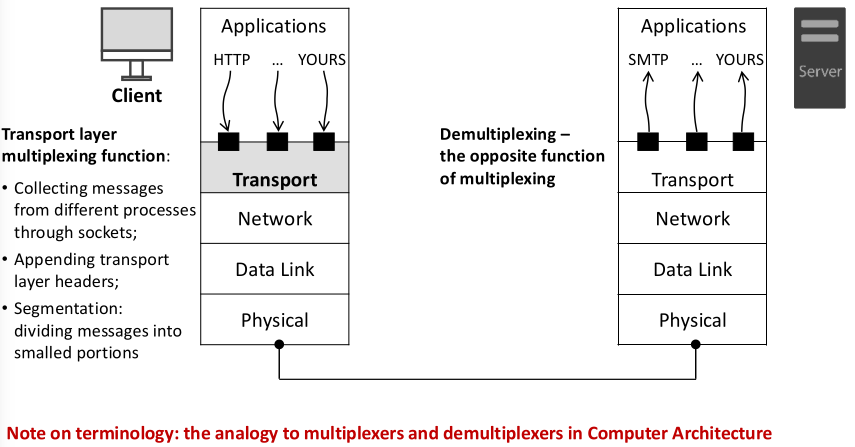 Applications
HTTP … YOURS
Client
Transport layer
multiplexing function:
• Collecting messages
from different processes
through sockets;
• Appending transport
layer headers;
• Segmentation:
dividing messages into
smalled portions
Transport
Network
Data Link
Physical
Demultiplexing –
the opposite function
of multiplexing
Applications
SMTP … YOURS
Transport
Network
Data Link
Physical
Server
Note on terminology: the analogy to multiplexers and demultiplexers in Computer Architecture